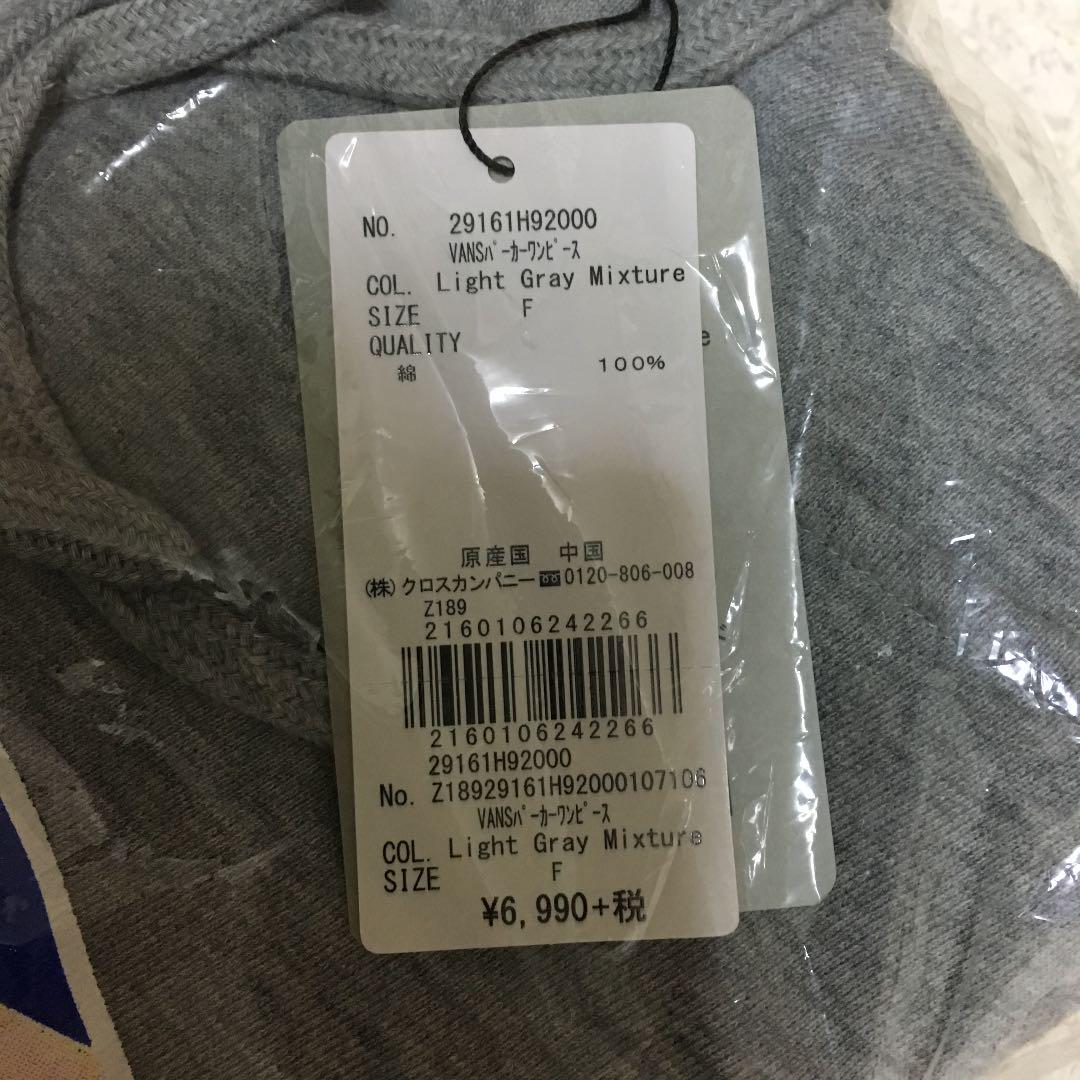 NO. 29161H92000
VANSﾊﾟｰｶｰﾜﾝﾋﾟｰｽ
COL. Light Gray Mixture
SIZE F
QUALITY
綿 100%
原産国 中国
(株)クロスカンパニー 0120-806-008
Z189
2160106242266
2160106242266
29161H92000
No. Z18929161H92000107106
VANSﾊﾟｰｶｰﾜﾝﾋﾟｰｽ
COL. Light Gray Mixture
SIZE F
¥6,990+税